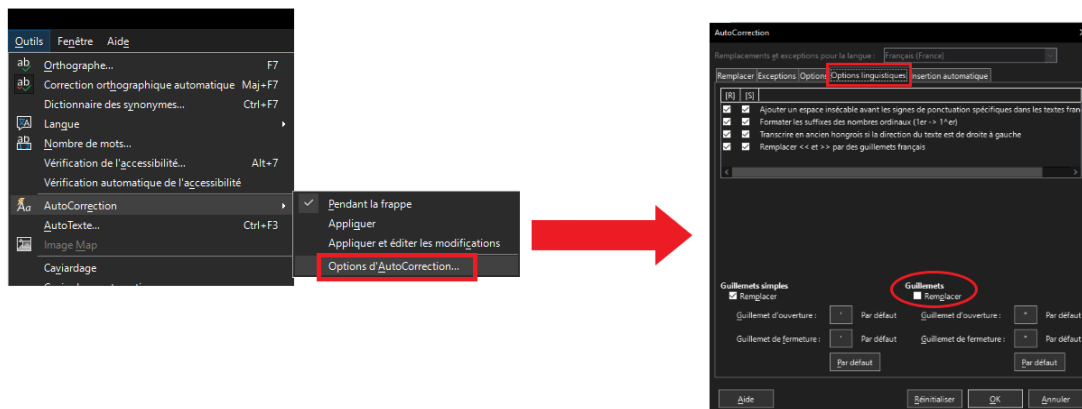 Outils Fenêtre Aide
Orthographe... F7
Correction orthographique automatique Maj+F7
Dictionnaire des synonymes... Ctrl+F7
Langue
Nombre de mots...
Vérification de l'accessibilité... Alt+7
Vérification automatique de l'accessibilité
AutoCorrection
AutoTexte... Ctrl+F3
Image Map
Caviardage
Pendant la frappe
Appliquer
Appliquer et éditer les modifications
Options d'AutoCorrection...
AutoCorrection
Remplacements et exceptions pour la langue : Français (France)
Remplacer Exceptions Options Options linguistiques Insertion automatique
[R] [S]
Ajouter un espace insécable avant les signes de ponctuation spécifiques dans les textes fran
Formater les suffixes des nombres ordinaux (1er -> 1^er)
Transcrire en ancien hongrois si la direction du texte est de droite à gauche
Remplacer << et >> par des guillemets français
Guillemets simples Guillemets
Remplacer Remplacer
Guillemet d'ouverture : Par défaut Guillemet d'ouverture : Par défaut
Guillemet de fermeture : Par défaut Guillemet de fermeture : Par défaut
Par défaut Par défaut
Aide Réinitialiser OK Annuler